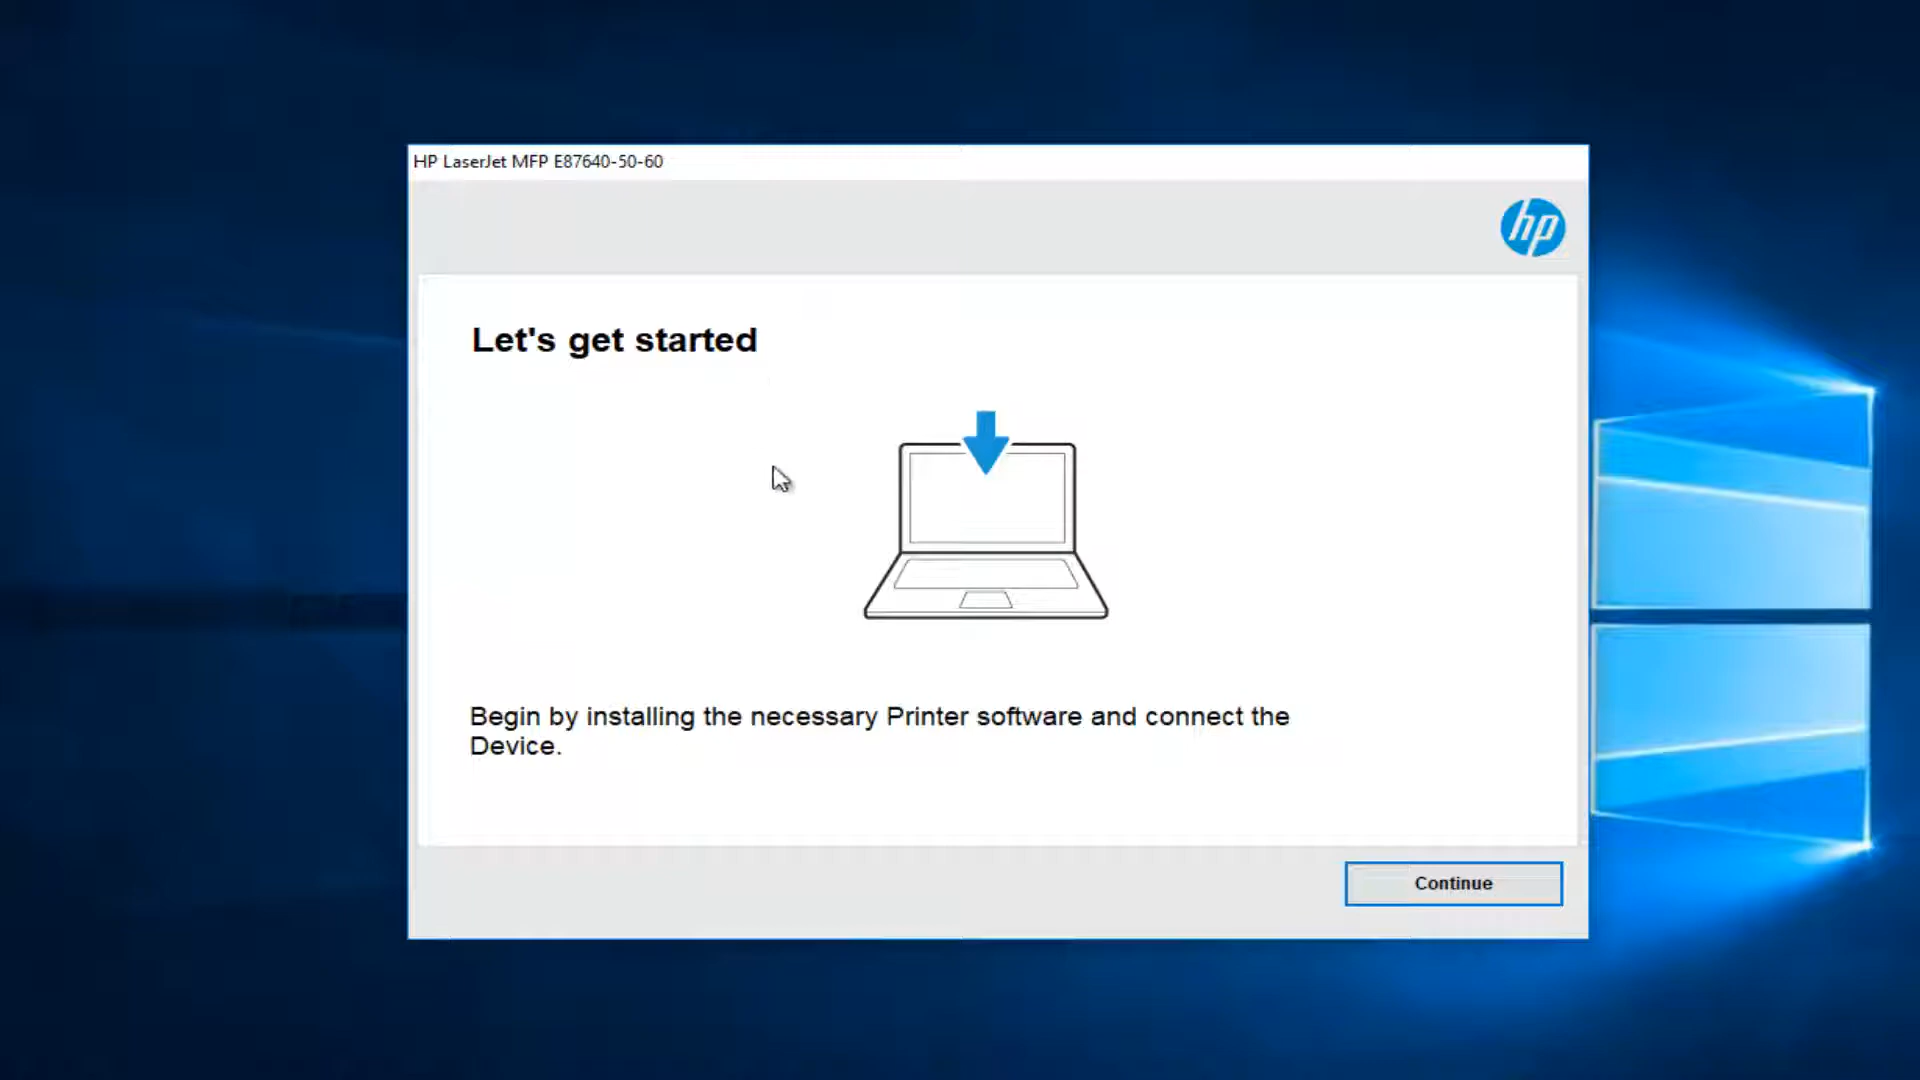 HP LaserJet MFP E87640-50-60
hp
Let's get started
Begin by installing the necessary Printer software and connect the
Device.
Continue